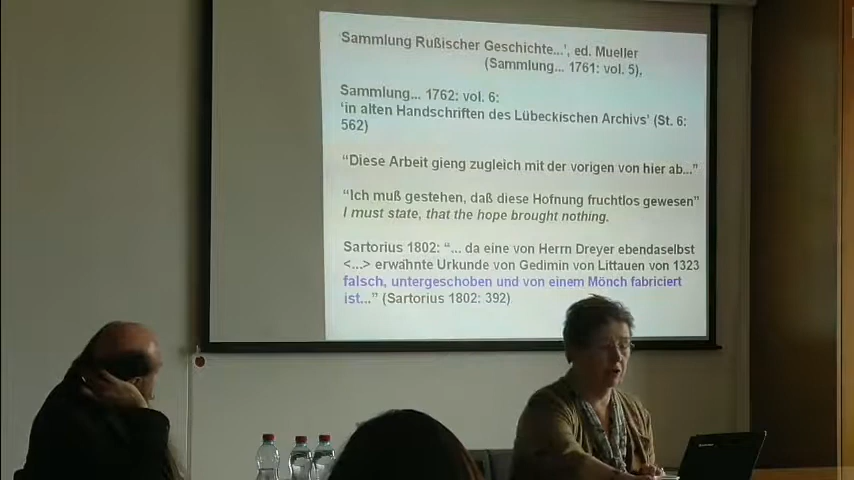 'Sammlung Rußischer Geschichte...', ed. Mueller
(Sammlung... 1761: vol. 5),
Sammlung... 1762: vol. 6:
'in alten Handschriften des Lübeckischen Archivs' (St. 6:
562)
"Diese Arbeit gieng zugleich mit der vorigen von hier ab..."
"Ich muß gestehen, daß diese Hofnung fruchtlos gewesen"
I must state, that the hope brought nothing.
Sartorius 1802: "... da eine von Herrn Dreyer ebendaselbst
<...> erwähnte Urkunde von Gedimin von Littauen von 1323
falsch, untergeschoben und von einem Mönch fabriciert
ist..." (Sartorius 1802: 392)